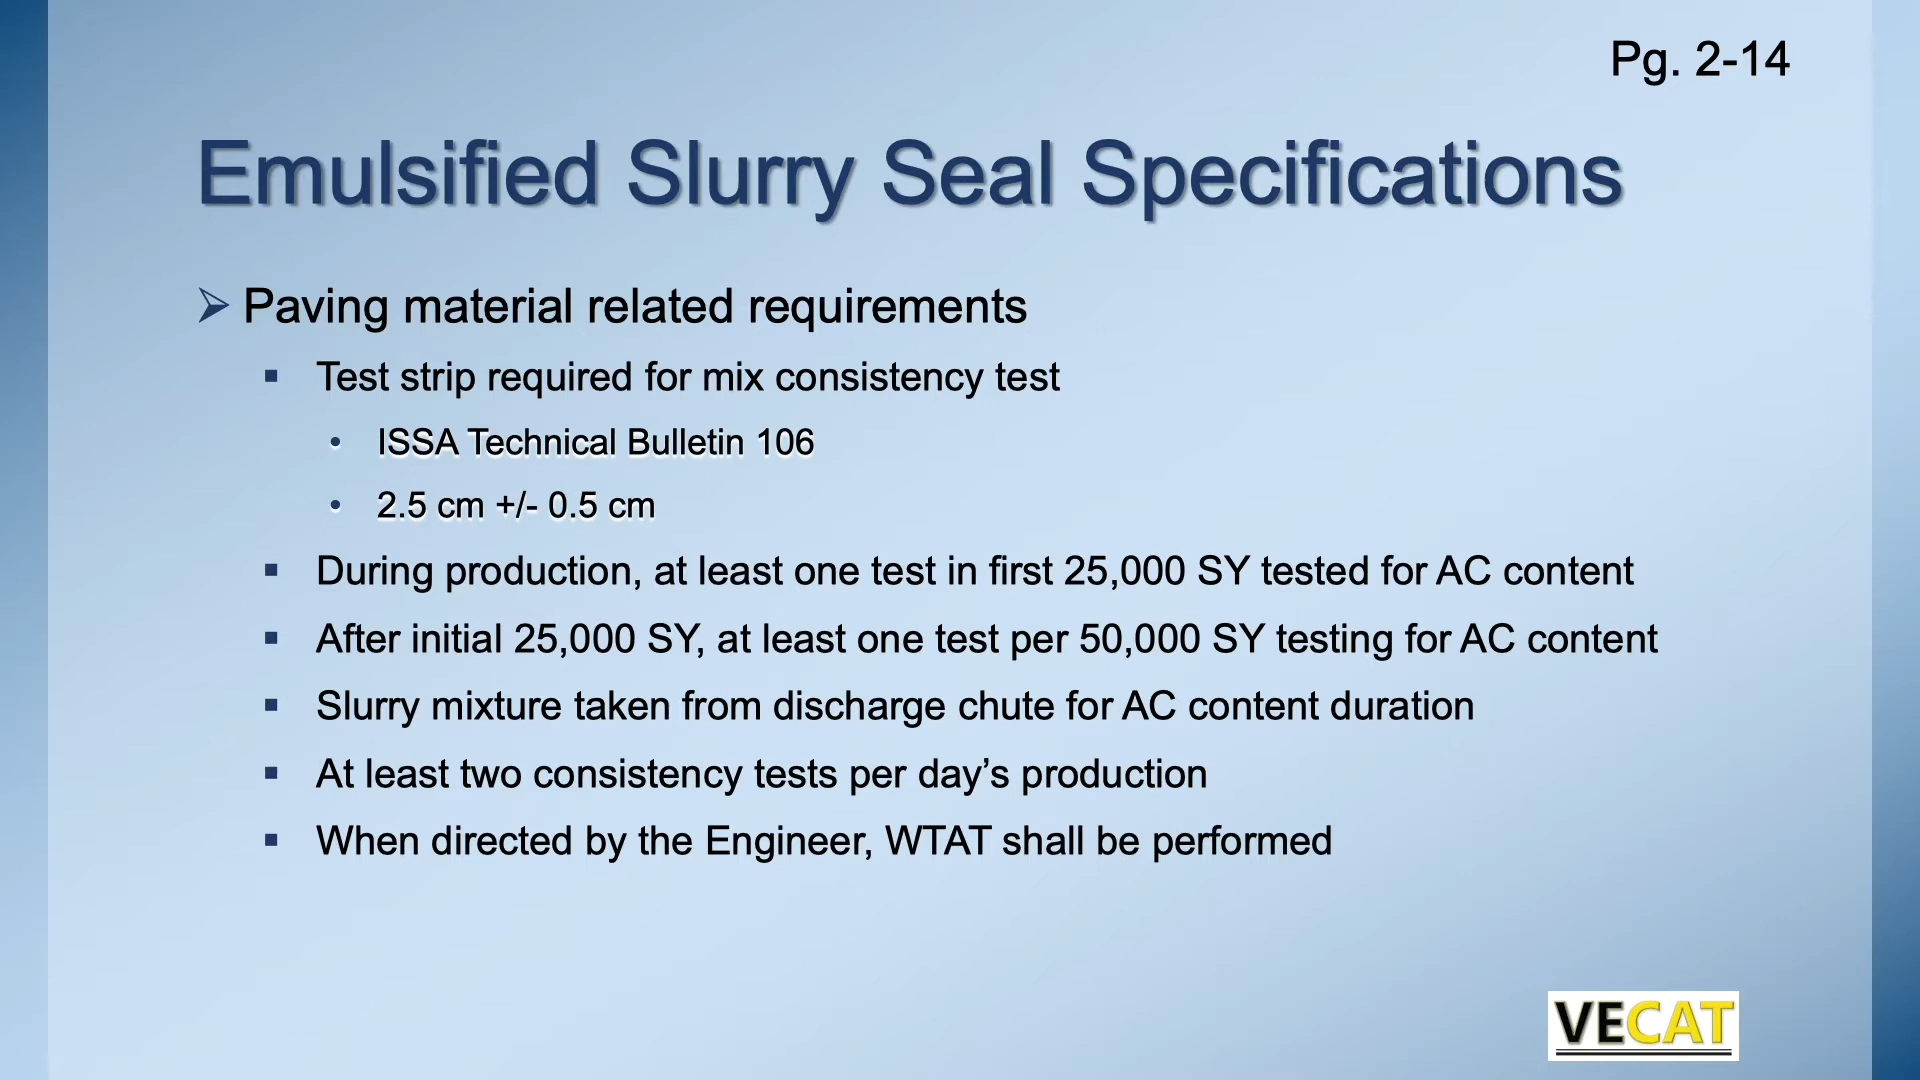 Pg. 2-14
Emulsified Slurry Seal Specifications
➢ Paving material related requirements
▪ Test strip required for mix consistency test
• ISSA Technical Bulletin 106
• 2.5 cm +/- 0.5 cm
▪ During production, at least one test in first 25,000 SY tested for AC content
▪ After initial 25,000 SY, at least one test per 50,000 SY testing for AC content
▪ Slurry mixture taken from discharge chute for AC content duration
▪ At least two consistency tests per day’s production
▪ When directed by the Engineer, WTAT shall be performed
VECAT